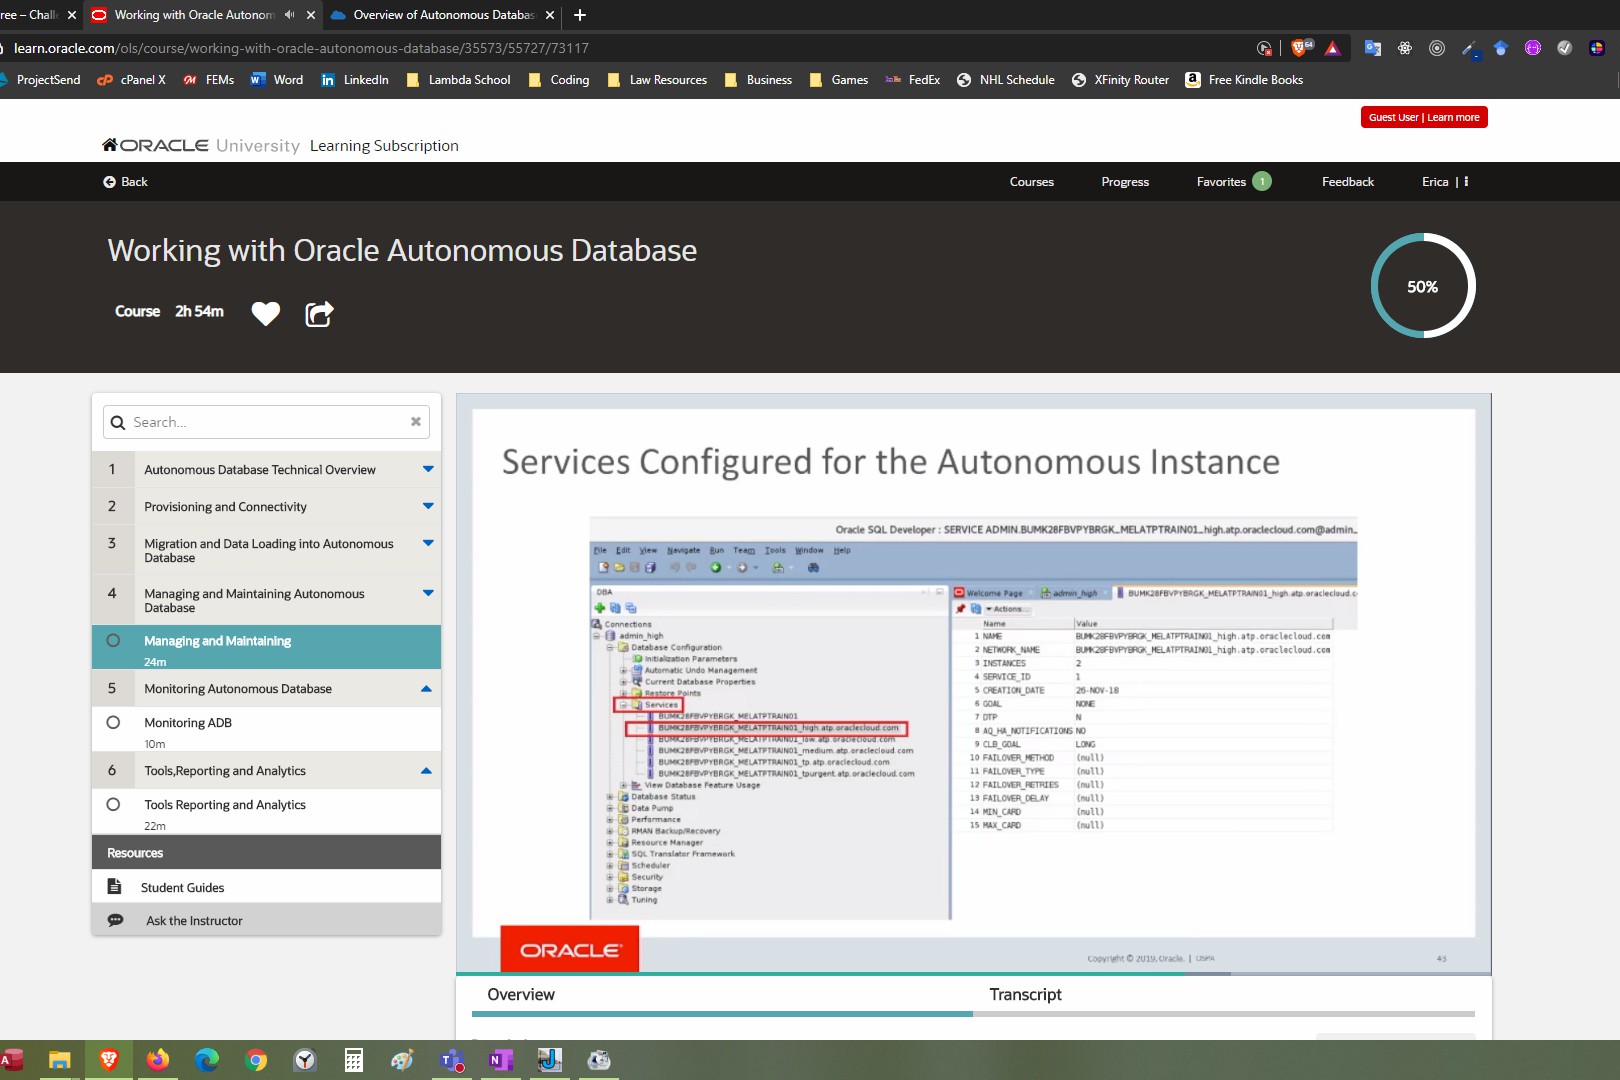 ree – Chall
Working with Oracle Autonom
Overview of Autonomous Databas
learn.oracle.com/ols/course/working-with-oracle-autonomous-database/35573/55727/73117
64
ProjectSend
cPanel X
FEMs
Word
LinkedIn
Lambda School
Coding
Law Resources
Business
Games
FedEx
NHL Schedule
XFinity Router
Free Kindle Books
Guest User | Learn more
ORACLE University Learning Subscription
Back
Courses
Progress
Favorites 1
Feedback
Erica
Working with Oracle Autonomous Database
Course 2h 54m
50%
Search...
1 Autonomous Database Technical Overview
2 Provisioning and Connectivity
3 Migration and Data Loading into Autonomous
Database
4 Managing and Maintaining Autonomous
Database
Managing and Maintaining
24m
5 Monitoring Autonomous Database
Monitoring ADB
10m
6 Tools,Reporting and Analytics
Tools Reporting and Analytics
22m
Resources
Student Guides
Ask the Instructor
Services Configured for the Autonomous Instance
Oracle SQL Developer : SERVICE ADMIN.BUMK28FBVPYBRGK_MELATPTRAIN01_high.atp.oraclecloud.com@admin_
File Edit View Navigate Run Team Tools Window Help
DBA
Connections
admin_high
Database Configuration
Initialization Parameters
Automatic Undo Management
Current Database Properties
Restore Points
Services
BUMK28FBVPYBRGK_MELATPTRAIN01
BUMK28FBVPYBRGK_MELATPTRAIN01_high.atp.oraclecloud.com
BUMK28FBVPYBRGK_MELATPTRAIN01_low.atp.oraclecloud.com
BUMK28FBVPYBRGK_MELATPTRAIN01_medium.atp.oraclecloud.com
BUMK28FBVPYBRGK_MELATPTRAIN01_tp.atp.oraclecloud.com
BUMK28FBVPYBRGK_MELATPTRAIN01_tpurgent.atp.oraclecloud.com
View Database Feature Usage
Database Status
Data Pump
Performance
RMAN Backup/Recovery
Resource Manager
SQL Translator Framework
Scheduler
Security
Storage
Tuning
Welcome Page
admin_high
BUMK28FBVPYBRGK_MELATPTRAIN01_high.atp.oraclecloud.c
Actions...
Name Value
1 NAME BUMK28FBVPYBRGK_MELATPTRAIN01_high.atp.oraclecloud.com
2 NETWORK_NAME BUMK28FBVPYBRGK_MELATPTRAIN01_high.atp.oraclecloud.com
3 INSTANCES 2
4 SERVICE_ID 1
5 CREATION_DATE 26-NOV-18
6 GOAL NONE
7 DTP N
8 AQ_HA_NOTIFICATIONS NO
9 CLB_GOAL LONG
10 FAILOVER_METHOD (null)
11 FAILOVER_TYPE (null)
12 FAILOVER_RETRIES (null)
13 FAILOVER_DELAY (null)
14 MIN_CARD (null)
15 MAX_CARD (null)
ORACLE
Copyright © 2019, Oracle. |
43
Overview
Transcript